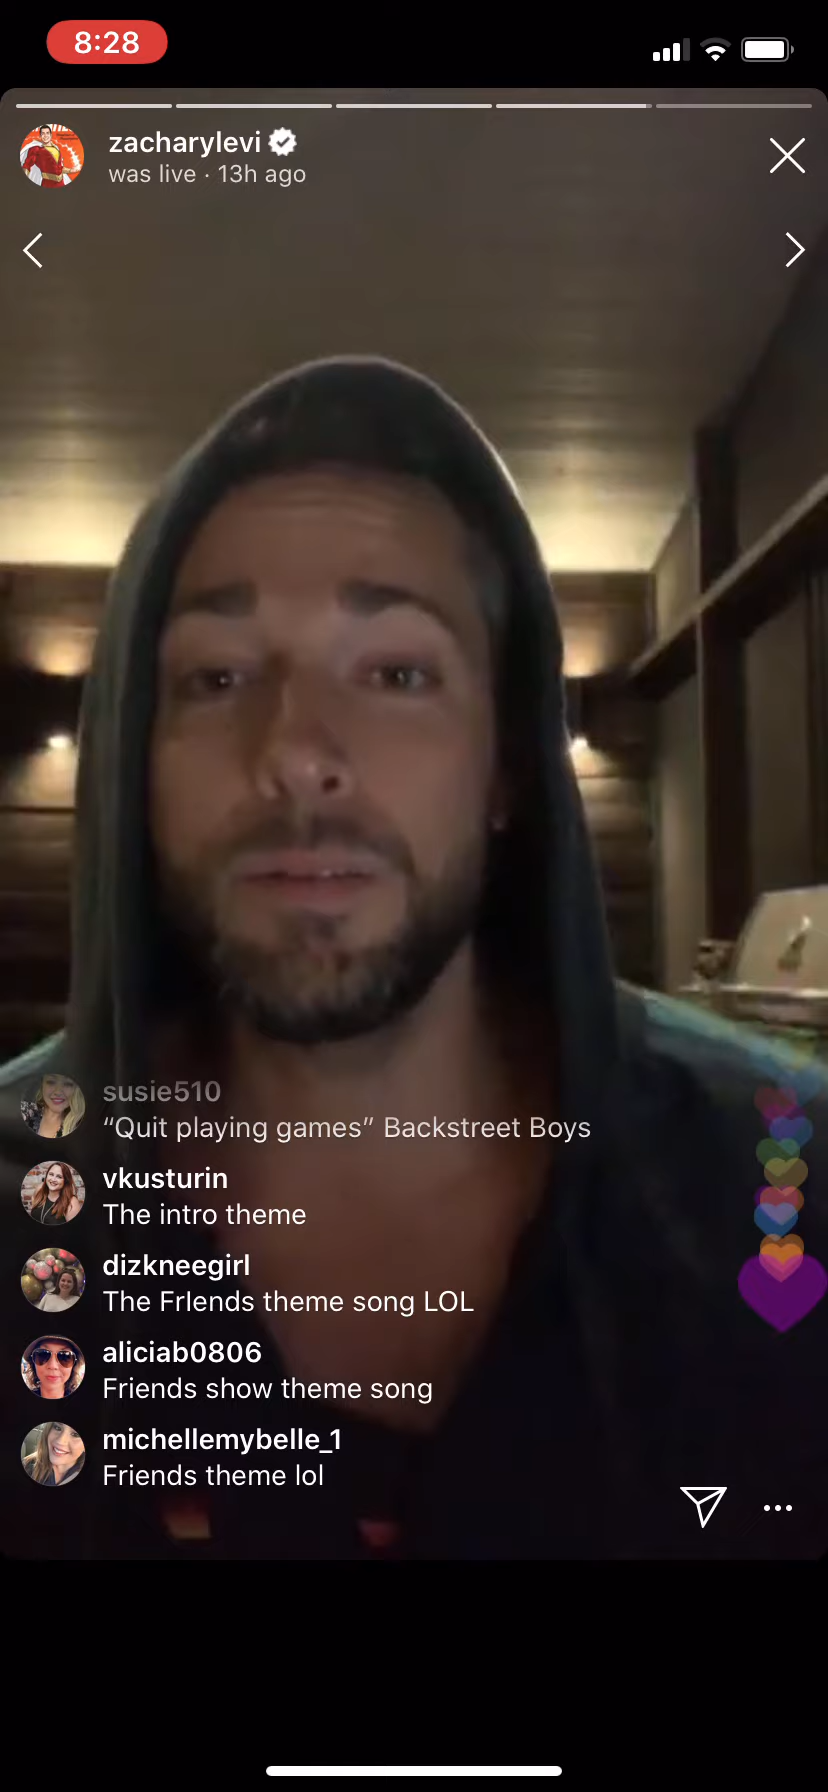 8:28
zacharylevi
was live · 13h ago
susie510
“Quit playing games” Backstreet Boys
vkusturin
The intro theme
dizkneegirl
The FrIends theme song LOL
aliciab0806
Friends show theme song
michellemybelle_1
Friends theme lol